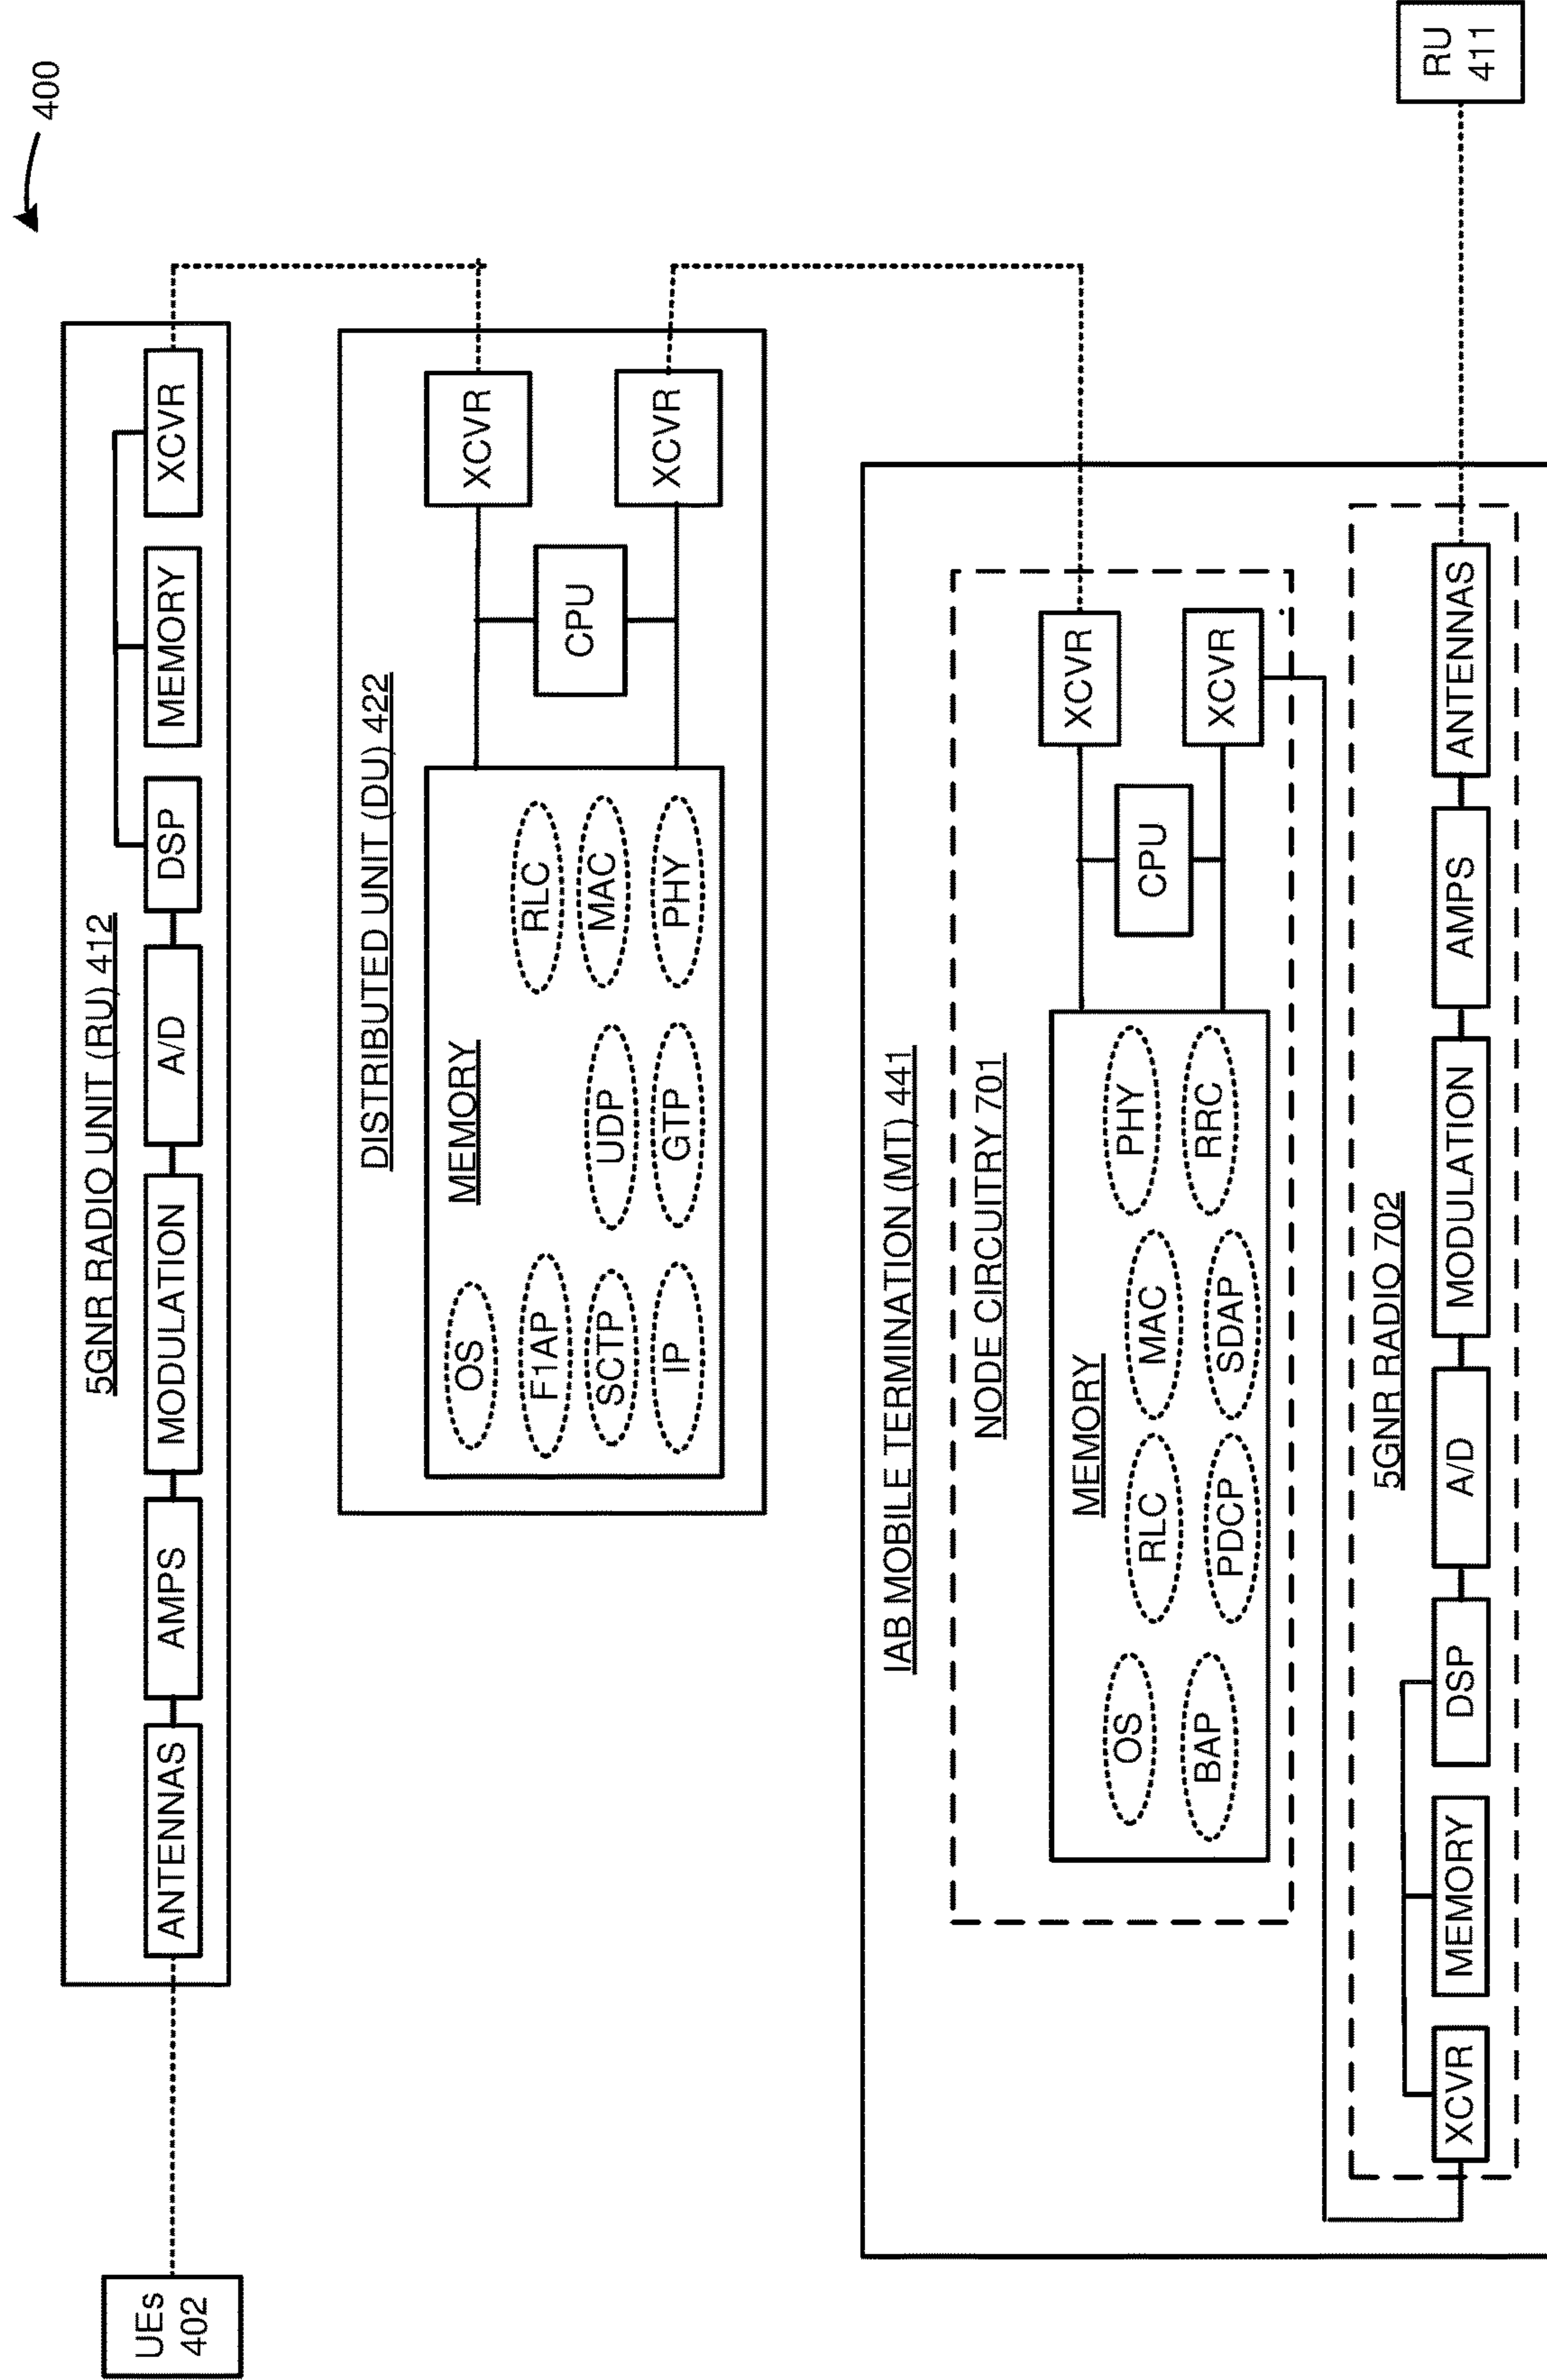 400
5GNR RADIO UNIT (RU) 412
UEs
402
ANTENNAS
AMPS
MODULATION
A/D
DSP
MEMORY
XCVR
DISTRIBUTED UNIT (DU) 422
MEMORY
OS
F1AP
SCTP
IP
UDP
GTP
RLC
MAC
PHY
CPU
XCVR
XCVR
IAB MOBILE TERMINATION (MT) 441
NODE CIRCUITRY 701
MEMORY
OS
BAP
RLC
PDCP
MAC
SDAP
PHY
RRC
CPU
XCVR
XCVR
5GNR RADIO 702
XCVR
MEMORY
DSP
A/D
MODULATION
AMPS
ANTENNAS
RU
411